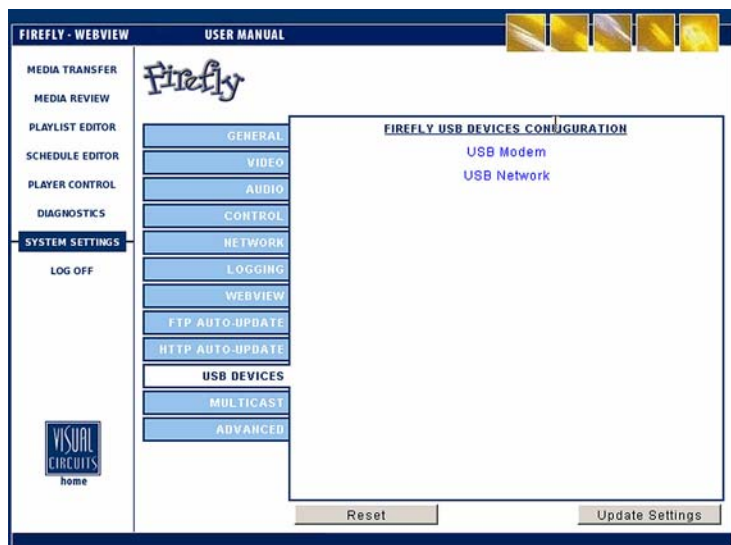 FIREFLY - WEBVIEW
USER MANUAL
MEDIA TRANSFER
MEDIA REVIEW
PLAYLIST EDITOR
SCHEDULE EDITOR
PLAYER CONTROL
DIAGNOSTICS
SYSTEM SETTINGS
LOG OFF
VISUAL
CIRCUITS
home
Firefly
GENERAL
VIDEO
AUDIO
CONTROL
NETWORK
LOGGING
WEBVIEW
FTP AUTO-UPDATE
HTTP AUTO-UPDATE
USB DEVICES
MULTICAST
ADVANCED
FIREFLY USB DEVICES CONFIGURATION
USB Modem
USB Network
Reset
Update Settings